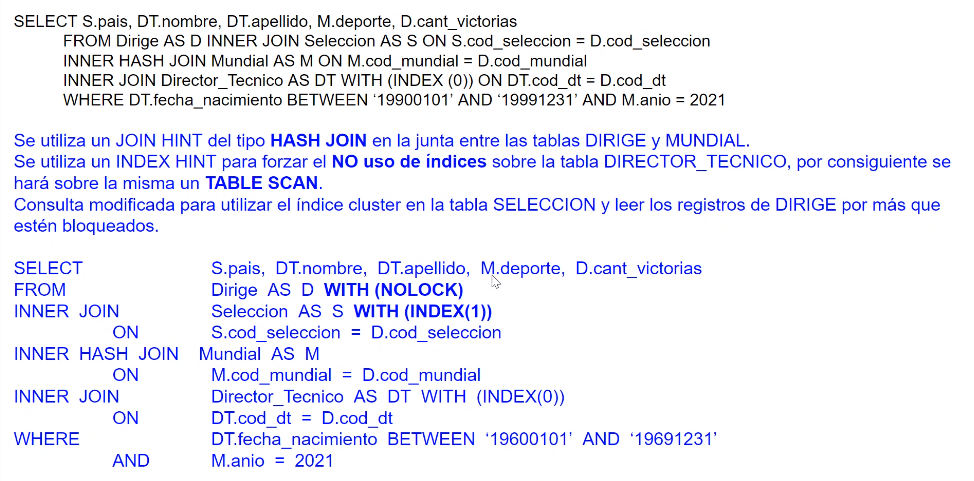 SELECT S.pais, DT.nombre, DT.apellido, M.deporte, D.cant_victorias
FROM Dirige AS D INNER JOIN Seleccion AS S ON S.cod_seleccion = D.cod_seleccion
INNER HASH JOIN Mundial AS M ON M.cod_mundial = D.cod_mundial
INNER JOIN Director_Tecnico AS DT WITH (INDEX (0)) ON DT.cod_dt = D.cod_dt
WHERE DT.fecha_nacimiento BETWEEN ‘19900101’ AND ‘19991231’ AND M.anio = 2021
Se utiliza un JOIN HINT del tipo HASH JOIN en la junta entre las tablas DIRIGE y MUNDIAL.
Se utiliza un INDEX HINT para forzar el NO uso de índices sobre la tabla DIRECTOR_TECNICO, por consiguiente se
hará sobre la misma un TABLE SCAN.
Consulta modificada para utilizar el índice cluster en la tabla SELECCION y leer los registros de DIRIGE por más que
estén bloqueados.
SELECT S.pais, DT.nombre, DT.apellido, M.deporte, D.cant_victorias
FROM Dirige AS D WITH (NOLOCK)
INNER JOIN Seleccion AS S WITH (INDEX(1))
ON S.cod_seleccion = D.cod_seleccion
INNER HASH JOIN Mundial AS M
ON M.cod_mundial = D.cod_mundial
INNER JOIN Director_Tecnico AS DT WITH (INDEX(0))
ON DT.cod_dt = D.cod_dt
WHERE DT.fecha_nacimiento BETWEEN ‘19600101’ AND ‘19691231’
AND M.anio = 2021